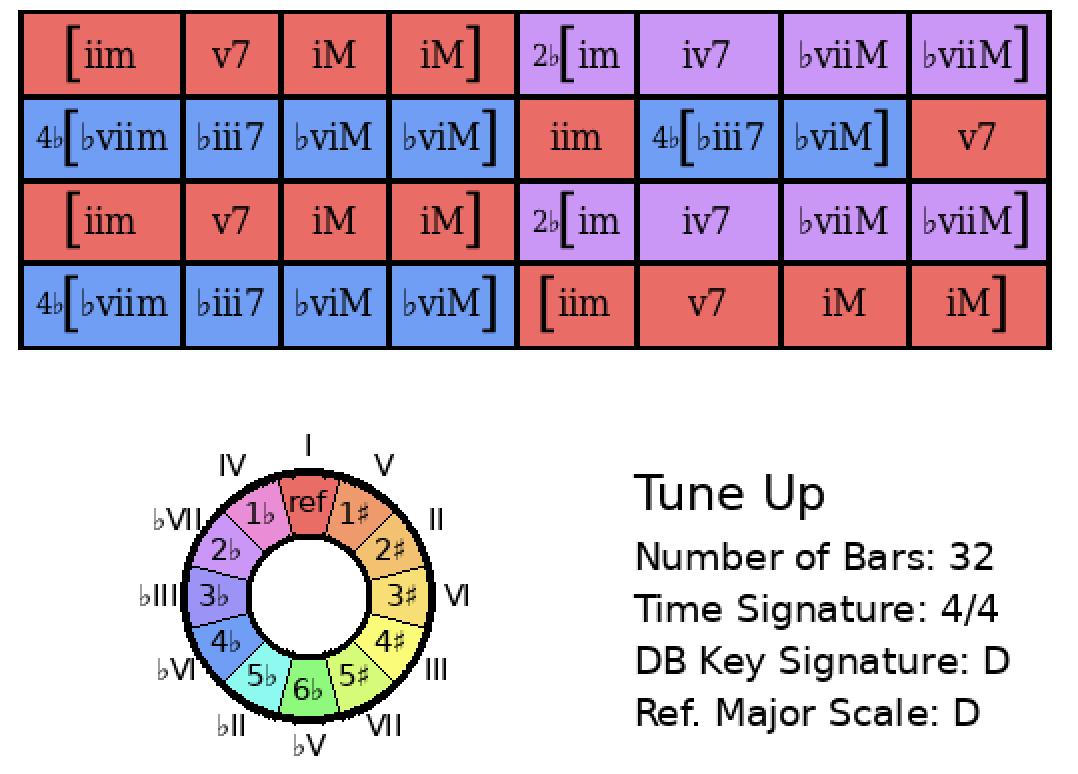 [iim v7 iM iM] 2♭[im iv7 ♭viiM ♭viiM]
4♭[♭viim ♭iii7 ♭viM ♭viM] iim 4♭[♭iii7 ♭viM] v7
[iim v7 iM iM] 2♭[im iv7 ♭viiM ♭viiM]
4♭[♭viim ♭iii7 ♭viM ♭viM] [iim v7 iM iM]
I
IV V
♭VII II
♭III VI
♭VI III
♭II VII
♭V
ref
1♭ 1♯
2♭ 2♯
3♭ 3♯
4♭ 4♯
5♭ 5♯
6♭
Tune Up
Number of Bars: 32
Time Signature: 4/4
DB Key Signature: D
Ref. Major Scale: D